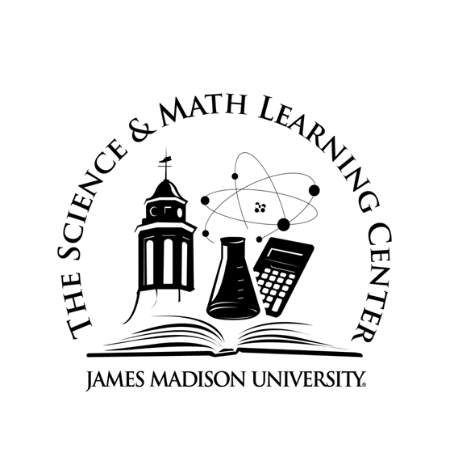 THE SCIENCE & MATH LEARNING CENTER
JAMES MADISON UNIVERSITY®